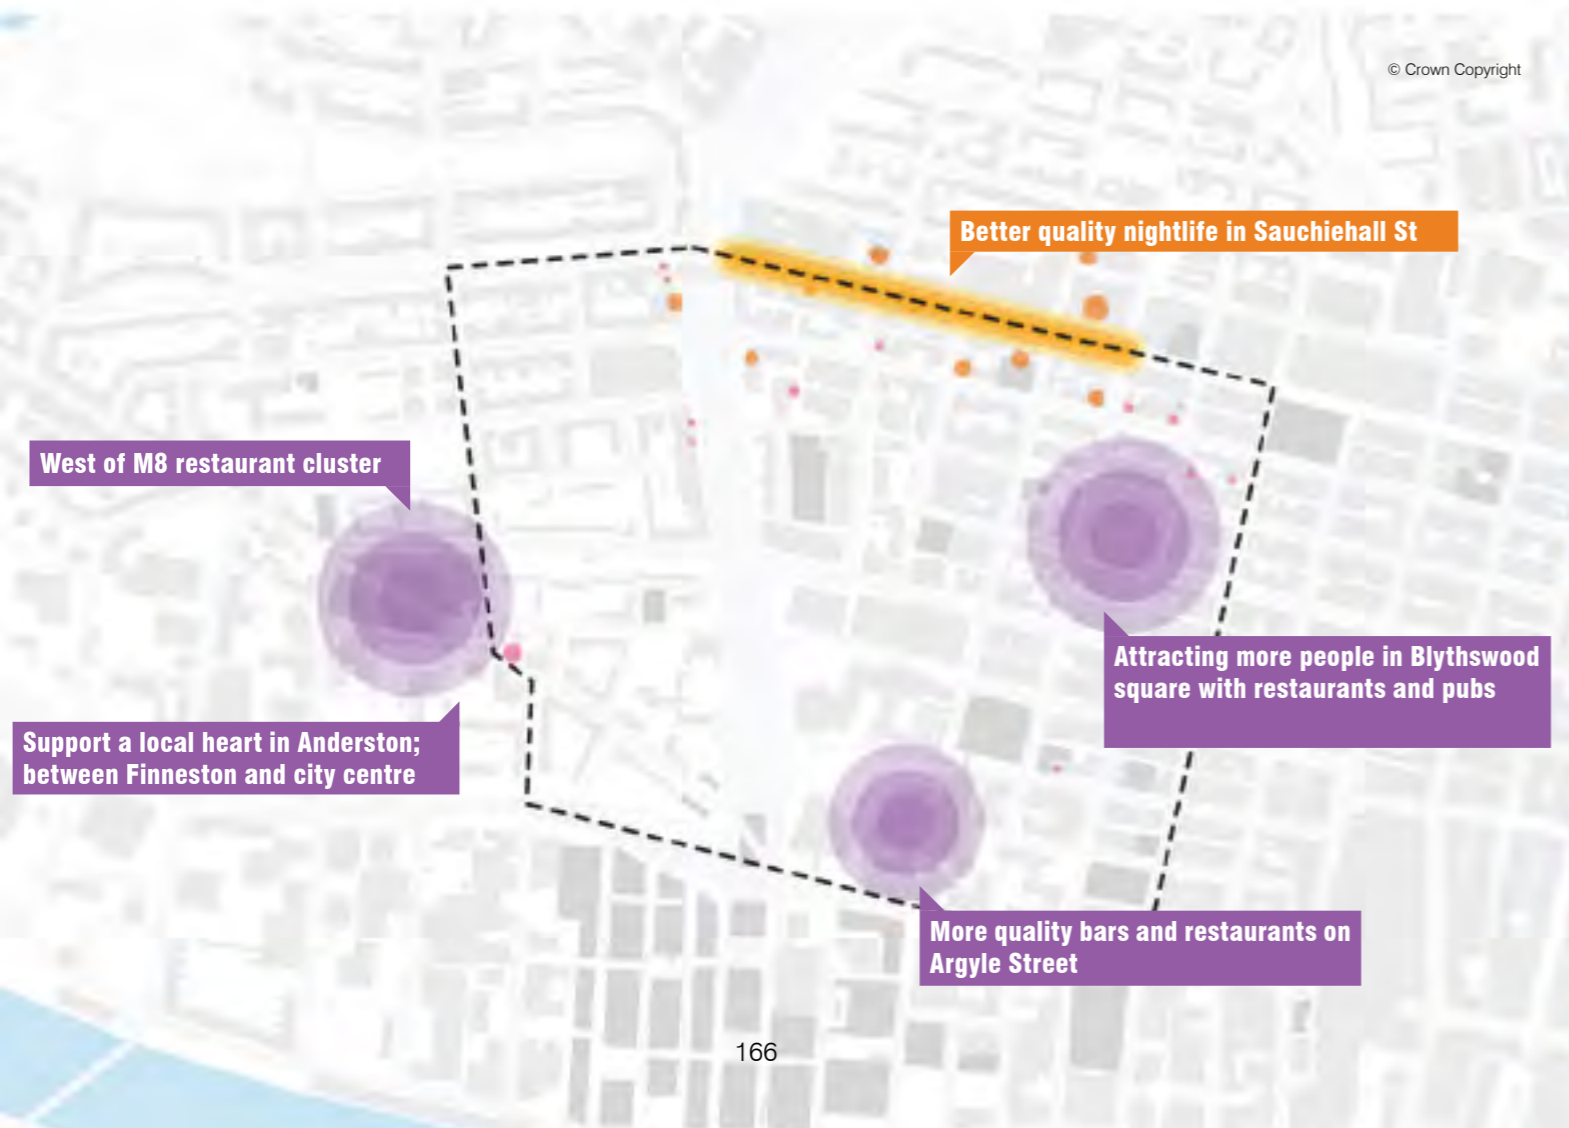 © Crown Copyright
Better quality nightlife in Sauchiehall St
West of M8 restaurant cluster
Attracting more people in Blythswood
square with restaurants and pubs
Support a local heart in Anderston;
between Finneston and city centre
More quality bars and restaurants on
Argyle Street
166